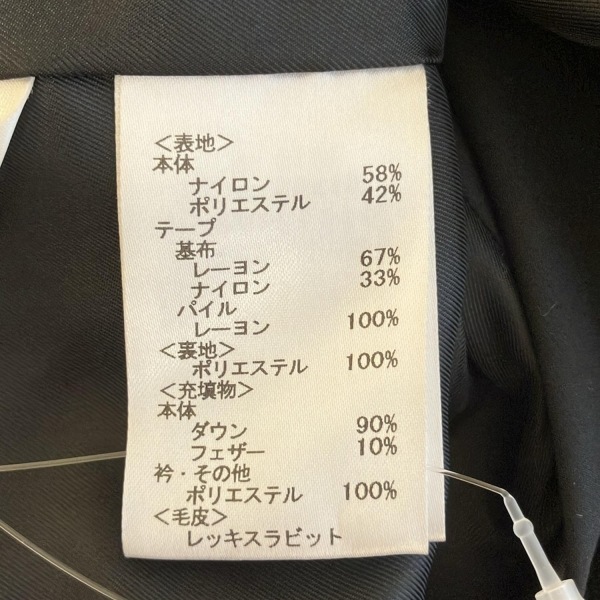 <表地>
本体
ナイロン 58%
ポリエステル 42%
テープ
基布
レーヨン 67%
ナイロン 33%
パイル
レーヨン 100%
<裏地>
ポリエステル 100%
<充填物>
本体
ダウン 90%
フェザー 10%
衿・その他
ポリエステル 100%
<毛皮>
レッキスラビット